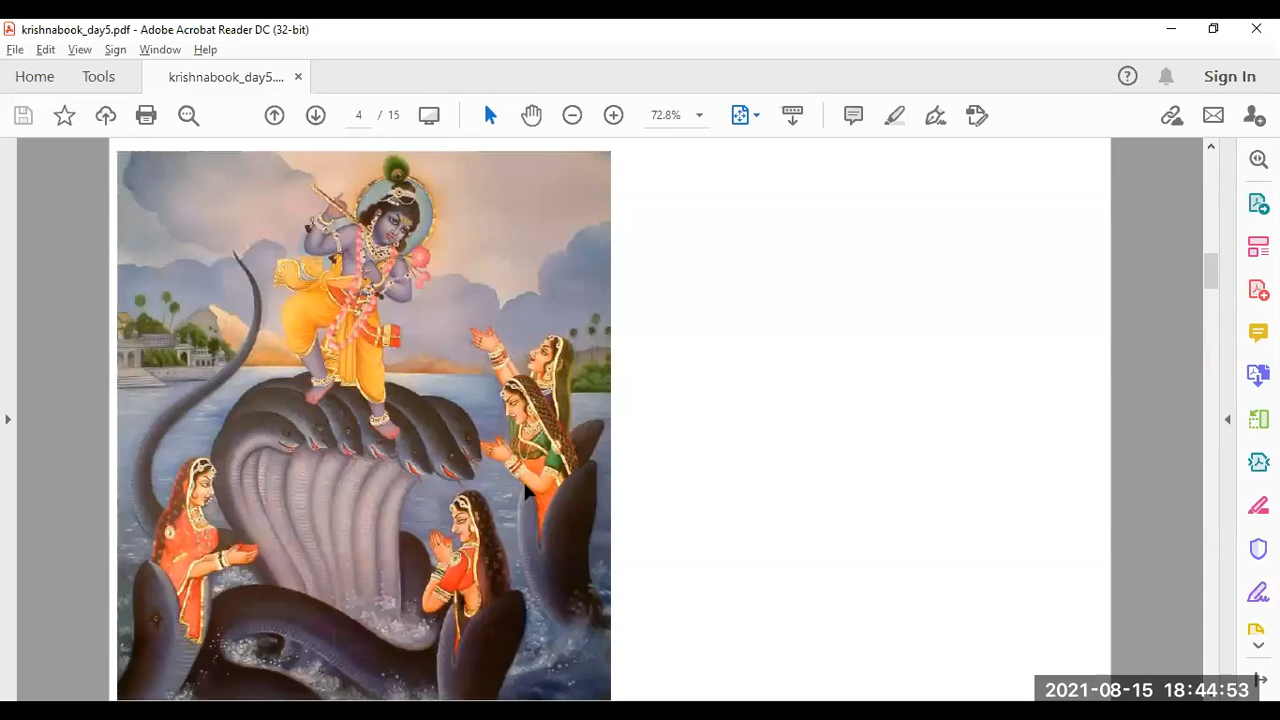 krishnabook_day5.pdf - Adobe Acrobat Reader DC (32-bit)
File Edit View Sign Window Help
Home Tools krishnabook_day5.... × Sign In
4 / 15 72.8%
2021-08-15 18:44:53